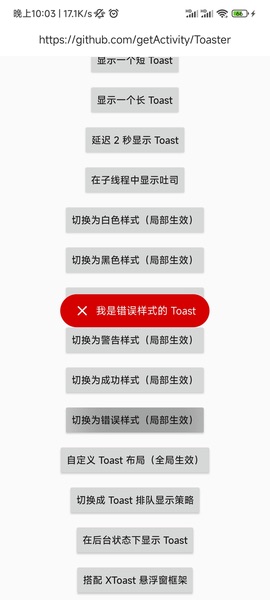 晚上10:03 | 17.1K/s
https://github.com/getActivity/Toaster
显示一个短 Toast
显示一个长 Toast
延迟 2 秒显示 Toast
在子线程中显示吐司
切换为白色样式（局部生效）
切换为黑色样式（局部生效）
我是错误样式的 Toast
切换为警告样式（局部生效）
切换为成功样式（局部生效）
切换为错误样式（局部生效）
自定义 Toast 布局（全局生效）
切换成 Toast 排队显示策略
在后台状态下显示 Toast
搭配 XToast 悬浮窗框架